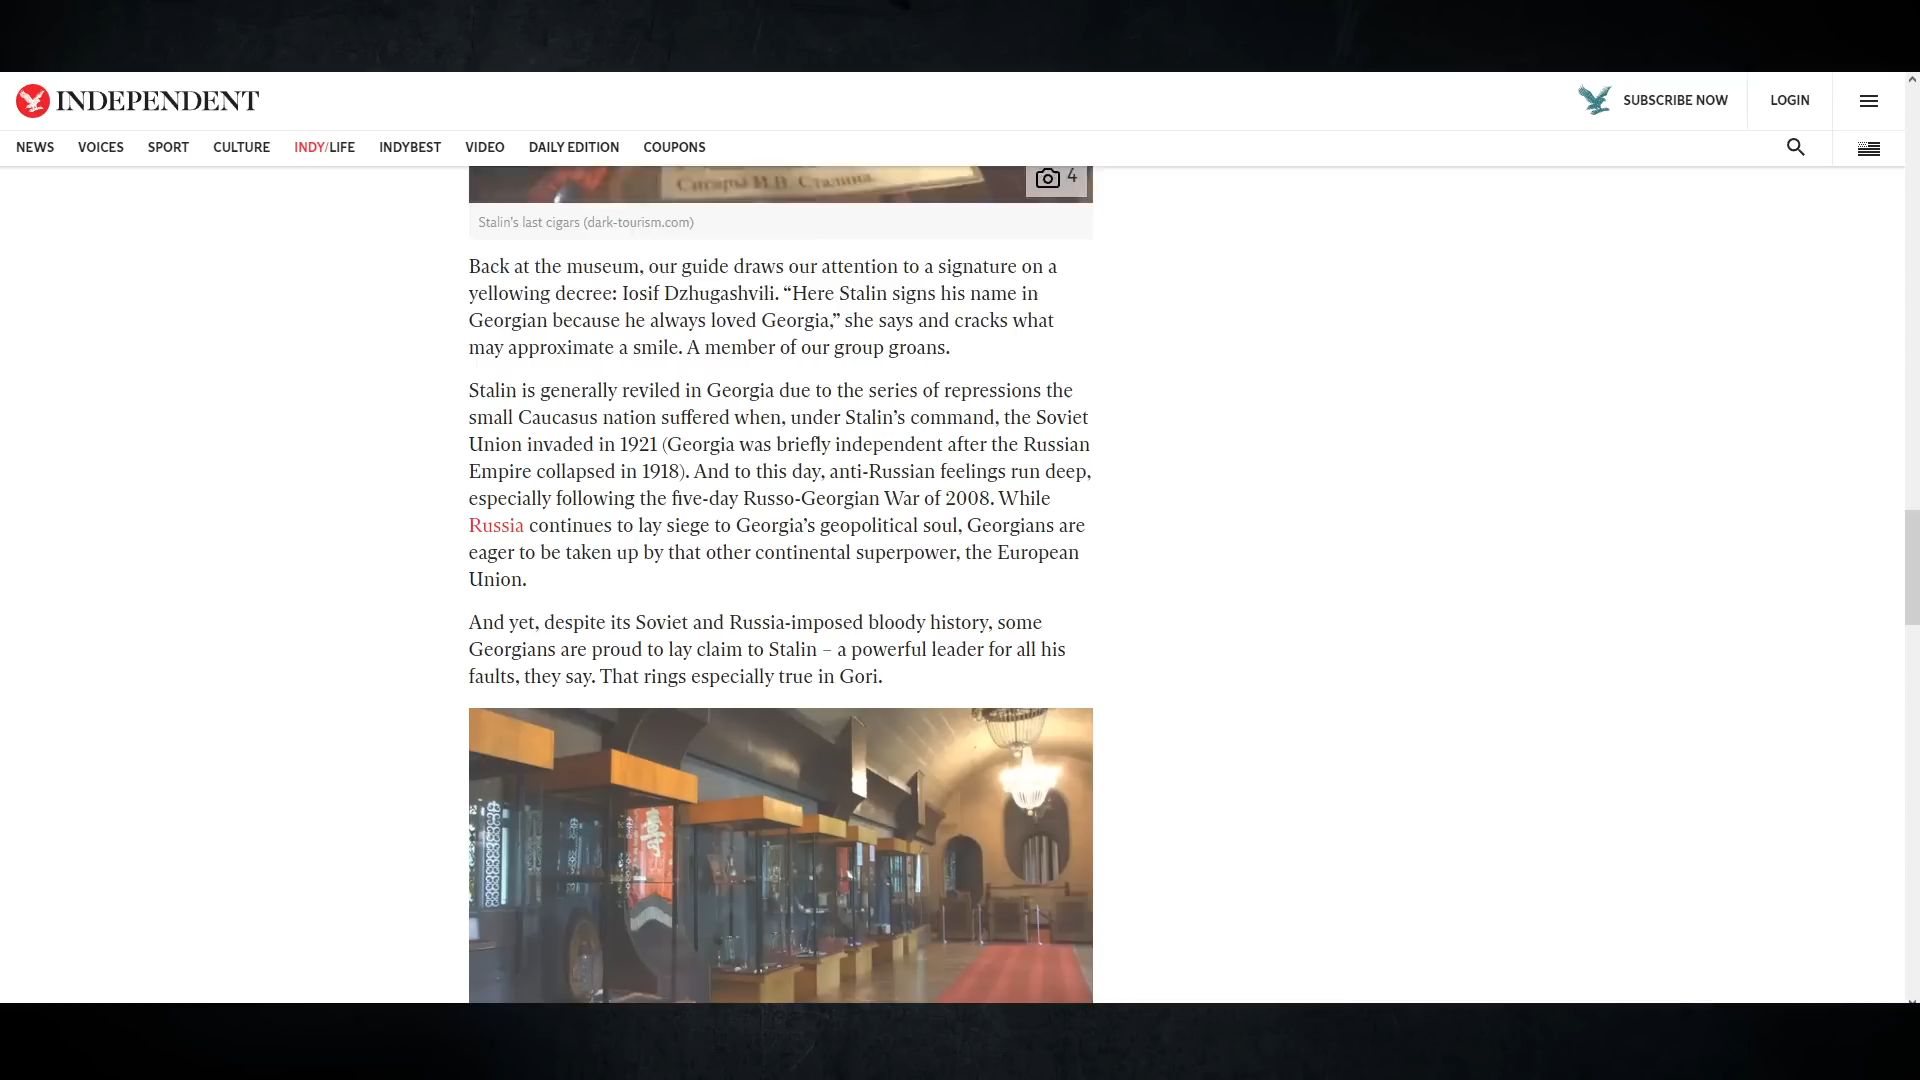 INDEPENDENT
SUBSCRIBE NOW
LOGIN
NEWS VOICES SPORT CULTURE INDY/LIFE INDYBEST VIDEO DAILY EDITION COUPONS
Сигары И.В. Сталина.
4
Stalin's last cigars (dark-tourism.com)
Back at the museum, our guide draws our attention to a signature on a
yellowing decree: Iosif Dzhugashvili. “Here Stalin signs his name in
Georgian because he always loved Georgia,” she says and cracks what
may approximate a smile. A member of our group groans.
Stalin is generally reviled in Georgia due to the series of repressions the
small Caucasus nation suffered when, under Stalin’s command, the Soviet
Union invaded in 1921 (Georgia was briefly independent after the Russian
Empire collapsed in 1918). And to this day, anti-Russian feelings run deep,
especially following the five-day Russo-Georgian War of 2008. While
Russia continues to lay siege to Georgia’s geopolitical soul, Georgians are
eager to be taken up by that other continental superpower, the European
Union.
And yet, despite its Soviet and Russia-imposed bloody history, some
Georgians are proud to lay claim to Stalin – a powerful leader for all his
faults, they say. That rings especially true in Gori.